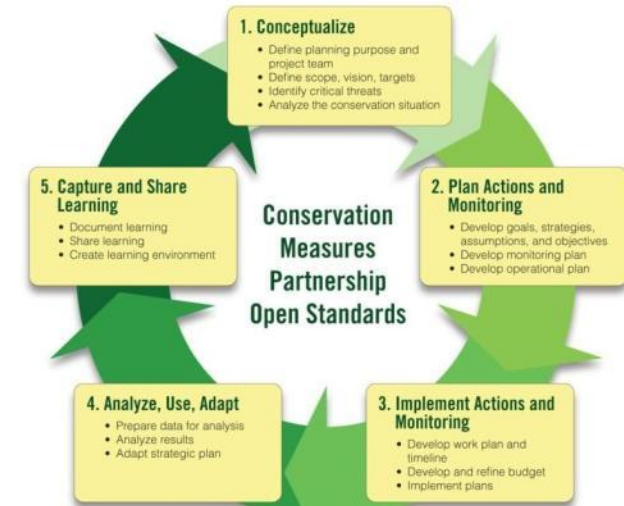 1. Conceptualize
• Define planning purpose and
project team
• Define scope, vision, targets
• Identify critical threats
• Analyze the conservation situation
2. Plan Actions and
Monitoring
• Develop goals, strategies,
assumptions, and objectives
• Develop monitoring plan
• Develop operational plan
3. Implement Actions and
Monitoring
• Develop work plan and
timeline
• Develop and refine budget
• Implement plans
4. Analyze, Use, Adapt
• Prepare data for analysis
• Analyze results
• Adapt strategic plan
5. Capture and Share
Learning
• Document learning
• Share learning
• Create learning environment
Conservation
Measures
Partnership
Open Standards